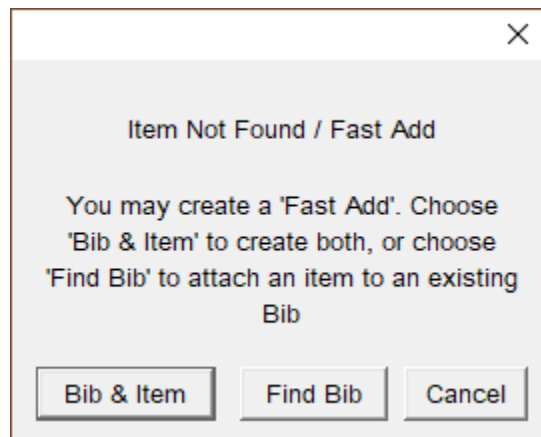 Item Not Found / Fast Add
You may create a 'Fast Add'. Choose
'Bib & Item' to create both, or choose
'Find Bib' to attach an item to an existing
Bib
Bib & Item Find Bib Cancel